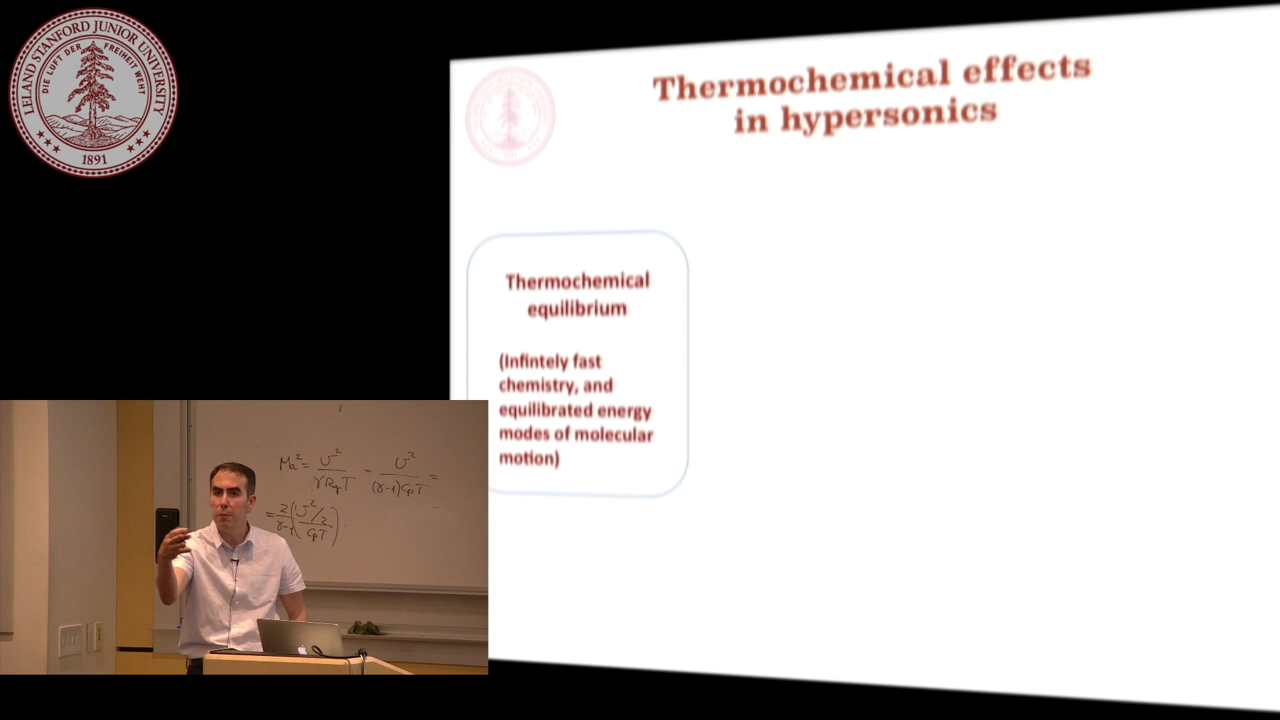 LELAND STANFORD JUNIOR UNIVERSITY
DIE LUFT DER FREIHEIT WEHT
1891
Thermochemical effects
in hypersonics
Thermochemical
equilibrium
(Infintely fast
chemistry, and
equilibrated energy
modes of molecular
motion)
Ma² = U² / γRgT = U² / (γ-1)CpT =
= 2/γ-1 (U²/2 / CpT)